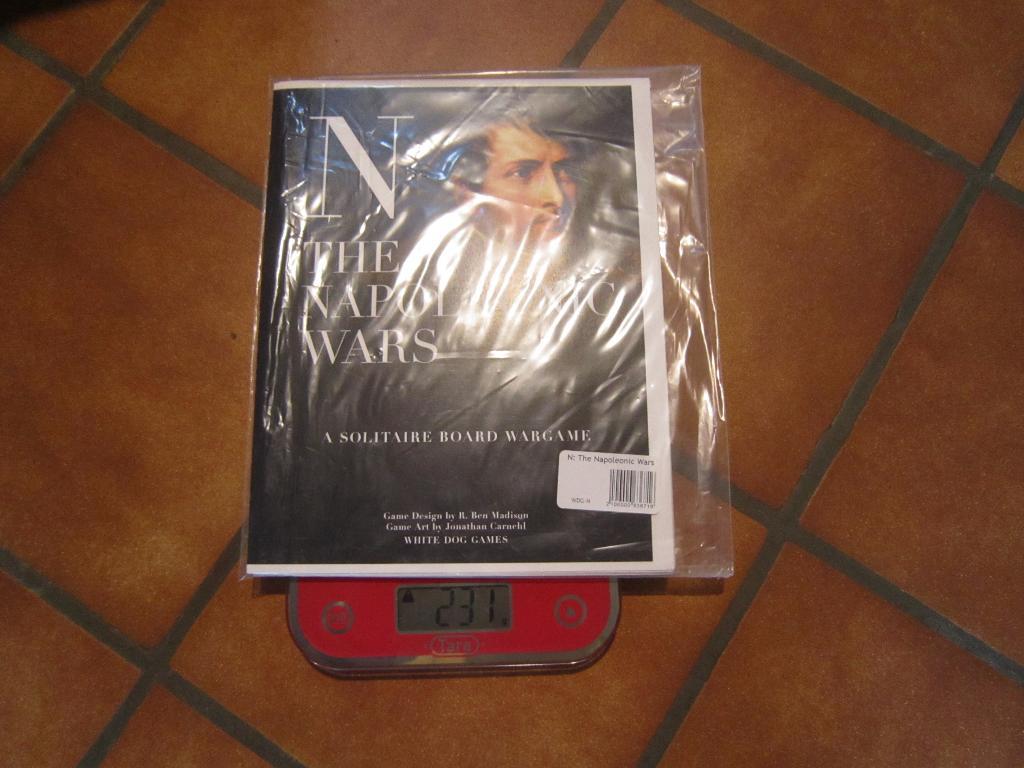 N
THE
NAPOLEONIC
WARS
A SOLITAIRE BOARD WARGAME
N: The Napoleonic Wars
WDG-N
Game Design by R. Ben Madison
Game Art by Jonathan Carnehl
WHITE DOG GAMES
231
Tara